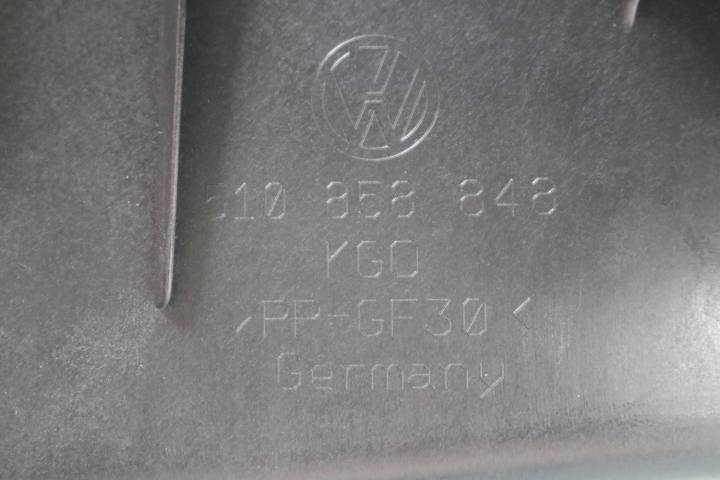 510 858 848
KGO
>PP-GF30<
Germany